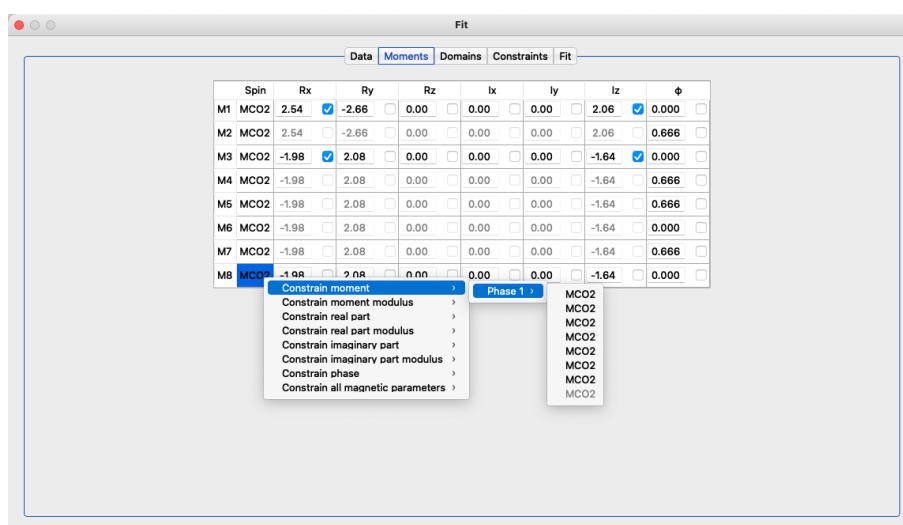 Fit
Data Moments Domains Constraints Fit
Spin Rx Ry Rz Ix Iy Iz ϕ
M1 MCO2 2.54 -2.66 0.00 0.00 0.00 2.06 0.000
M2 MCO2 2.54 -2.66 0.00 0.00 0.00 2.06 0.666
M3 MCO2 -1.98 2.08 0.00 0.00 0.00 -1.64 0.000
M4 MCO2 -1.98 2.08 0.00 0.00 0.00 -1.64 0.666
M5 MCO2 -1.98 2.08 0.00 0.00 0.00 -1.64 0.666
M6 MCO2 -1.98 2.08 0.00 0.00 0.00 -1.64 0.000
M7 MCO2 -1.98 2.08 0.00 0.00 0.00 -1.64 0.666
M8 MCO2 -1.98 2.08 0.00 0.00 0.00 -1.64 0.000
Constrain moment › Phase 1 › MCO2
Constrain moment modulus › MCO2
Constrain real part › MCO2
Constrain real part modulus › MCO2
Constrain imaginary part › MCO2
Constrain imaginary part modulus › MCO2
Constrain phase › MCO2
Constrain all magnetic parameters › MCO2